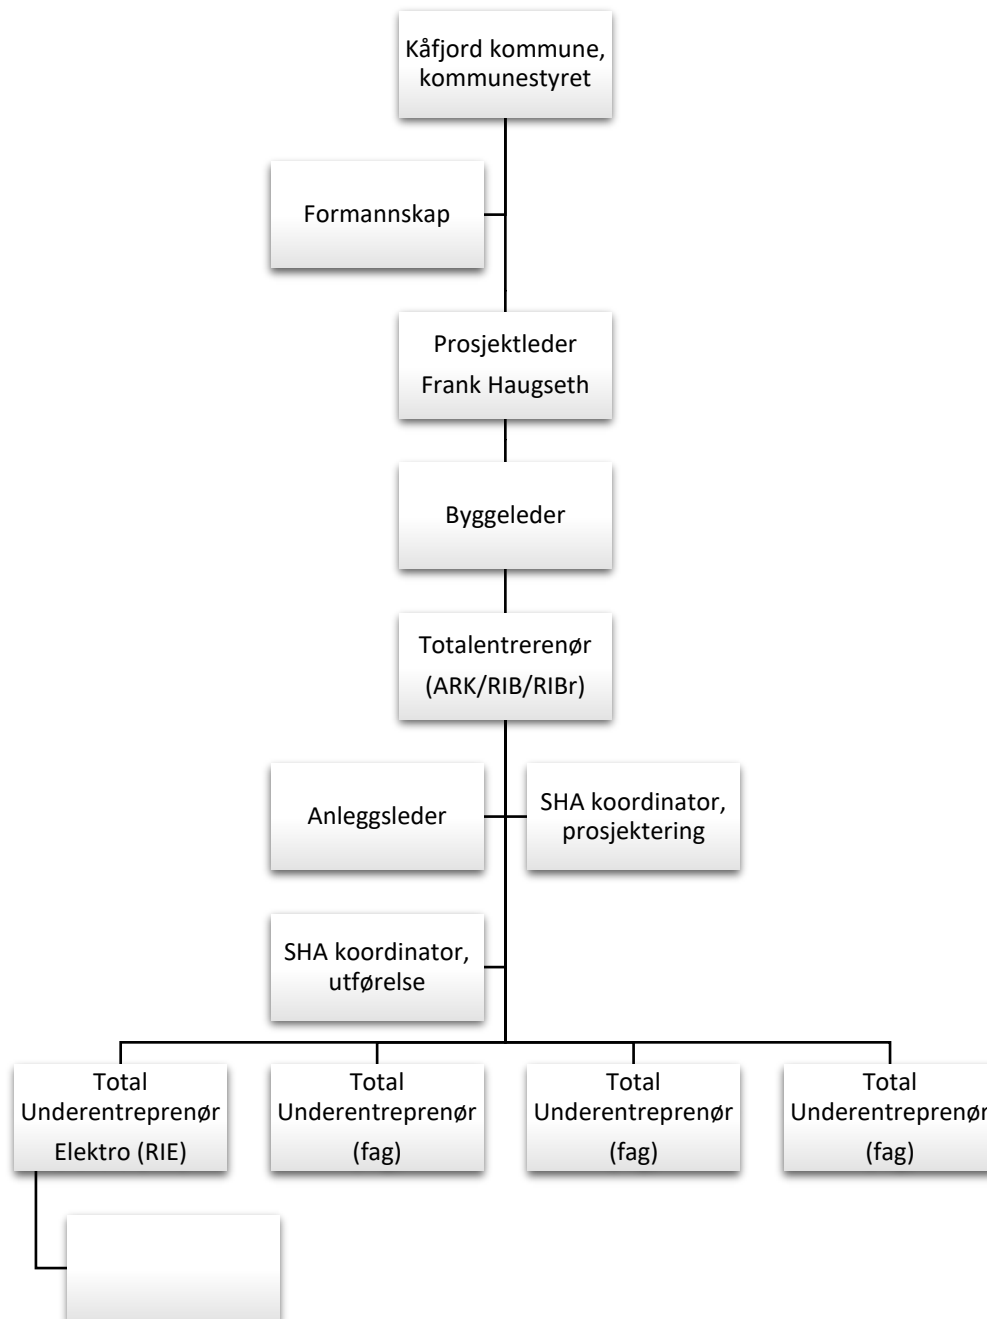 Kåfjord kommune,
kommunestyret
Formannskap
Prosjektleder
Frank Haugseth
Byggeleder
Totalentrerenør
(ARK/RIB/RIBr)
Anleggsleder
SHA koordinator,
prosjektering
SHA koordinator,
utførelse
Total
Underentreprenør
Elektro (RIE)
Total
Underentreprenør
(fag)
Total
Underentreprenør
(fag)
Total
Underentreprenør
(fag)